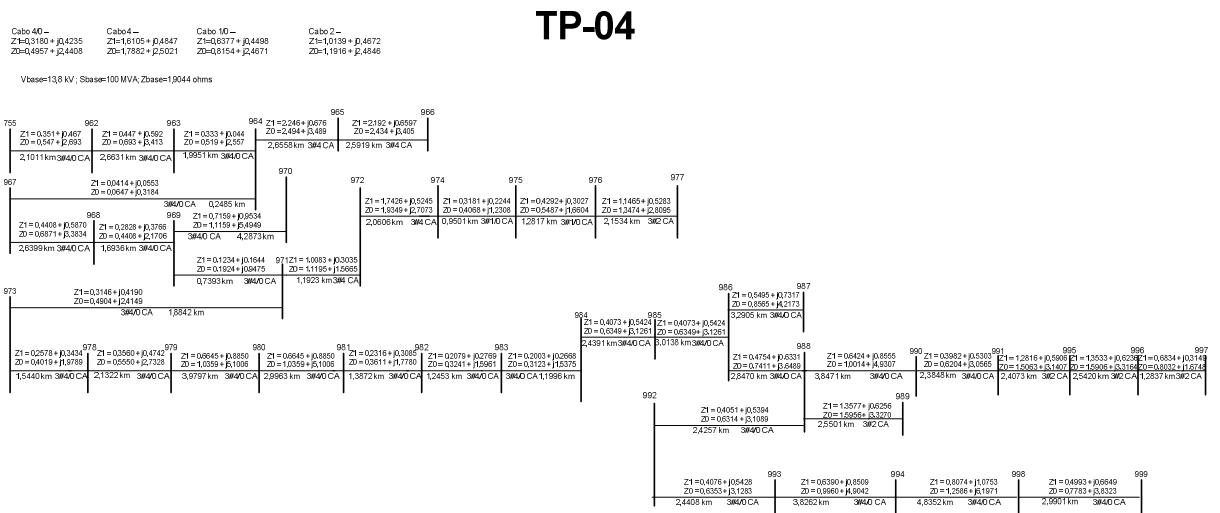 TP-04
Cabo 4/0 – Cabo 4 – Cabo 1/0 – Cabo 2 –
Z1=0,3180 + j0,4235 Z1=1,6105 + j0,4847 Z1=0,6377 + j0,4498 Z1=1,0139 + j0,4672
Z0=0,4957 + j2,4408 Z0=1,7882 + j2,5021 Z0=0,8154 + j2,4671 Z0=1,1916 + j2,4846
Vbase=13,8 kV ; Sbase=100 MVA; Zbase=1,9044 ohms
755 962 963 964 965 966
Z1 = 0.351 + j0.467 Z1 = 0.447 + j0.592 Z1 = 0.333 + j0.044 Z1 = 2.246 + j0.676 Z1 = 2.192 + j0.6597
Z0 = 0.547 + j2.693 Z0 = 0.693 + j3.413 Z0 = 0.519 + j2.557 Z0 = 2.494 + j3.489 Z0 = 2.434 + j3.405
2,1011 km 3#4/0 CA 2,6631 km 3#4/0 CA 1,9951 km 3#4/0 CA 2,6558 km 3#4 CA 2,5919 km 3#4 CA
967 970 972 974 975 976 977
Z1 = 0.0414 + j0.0553
Z0 = 0.0647 + j0.3184
3#4/0 CA 0,2485 km
Z1 = 1,7426 + j0,5245 Z1 = 0,3181 + j0,2244 Z1 = 0,4292 + j0,3027 Z1 = 1,1465 + j0,5283
Z0 = 1,9349 + j2,7073 Z0 = 0,4068 + j1,2308 Z0 = 0,5487 + j1,6604 Z0 = 1,3474 + j2,8095
2,0606 km 3#4 CA 0,9501 km 3#1/0 CA 1,2817 km 3#1/0 CA 2,1534 km 3#2 CA
968 969
Z1 = 0,4408 + j0,5870 Z1 = 0,2828 + j0,3766 Z1 = 0,7159 + j0,9534
Z0 = 0,6871 + j3,3834 Z0 = 0,4408 + j2,1706 Z0 = 1,1159 + j5,4949
2,6399 km 3#4/0 CA 1,6936 km 3#4/0 CA 3#4/0 CA 4,2873 km
971
Z1 = 0.1234 + j0.1644 Z1 = 1.0083 + j0.3035
Z0 = 0.1924 + j0.9475 Z0 = 1.1195 + j1.5665
0,7393 km 3#4/0 CA 1,1923 km 3#4 CA
973
Z1 = 0,3146 + j0,4190
Z0 = 0,4904 + j2,4149
3#4/0 CA 1,8842 km
978 979 980 981 982 983 984 985
Z1 = 0,2578 + j0,3434 Z1 = 0,3560 + j0,4742 Z1 = 0,6645 + j0,8850 Z1 = 0,6645 + j0,8850 Z1 = 0,2316 + j0,3085 Z1 = 0,2079 + j0,2769 Z1 = 0,2003 + j0,2668
Z0 = 0,4019 + j1,9789 Z0 = 0,5550 + j2,7328 Z0 = 1,0359 + j5,1006 Z0 = 1,0359 + j5,1006 Z0 = 0,3611 + j1,7780 Z0 = 0,3241 + j1,5961 Z0 = 0,3123 + j1,5375
1,5440 km 3#4/0 CA 2,1322 km 3#4/0 CA 3,9797 km 3#4/0 CA 2,9963 km 3#4/0 CA 1,3872 km 3#4/0 CA 1,2453 km 3#4/0 CA 3#4/0 CA 1,1996 km
Z1 = 0,4073 + j0,5424 Z1 = 0,4073 + j0,5424
Z0 = 0,6349 + j3,1261 Z0 = 0,6349 + j3,1261
2,4391 km 3#4/0 CA 3,0138 km 3#4/0 CA
986 987
Z1 = 0,5495 + j0,7317
Z0 = 0,8565 + j4,2173
3,2905 km 3#4/0 CA
988 990 991 995 996 997
Z1 = 0,4754 + j0,6331 Z1 = 0,6424 + j0,8555 Z1 = 0,3982 + j0,5303 Z1 = 1,2816 + j0,5906 Z1 = 1,3533 + j0,6236 Z1 = 0,6834 + j0,3149
Z0 = 0,7411 + j3,6489 Z0 = 1,0014 + j4,9307 Z0 = 0,6204 + j3,0565 Z0 = 1,5063 + j3,1407 Z0 = 1,5906 + j3,3164 Z0 = 0,8032 + j1,6748
2,8470 km 3#4/0 CA 3,8471 km 3#4/0 CA 2,3848 km 3#4/0 CA 2,4073 km 3#2 CA 2,5420 km 3#2 CA 1,2837 km 3#2 CA
992 989
Z1 = 0,4051 + j0,5394 Z1 = 1,3577 + j0,6256
Z0 = 0,6314 + j3,1089 Z0 = 1,5956 + j3,3270
2,4257 km 3#4/0 CA 2,5501 km 3#2 CA
993 994 998 999
Z1 = 0,4076 + j0,5428 Z1 = 0,6390 + j0,8509 Z1 = 0,8074 + j1,0753 Z1 = 0,4993 + j0,6649
Z0 = 0,6353 + j3,1283 Z0 = 0,9960 + j4,9042 Z0 = 1,2586 + j6,1971 Z0 = 0,7783 + j3,8323
2,4408 km 3#4/0 CA 3,8262 km 3#4/0 CA 4,8352 km 3#4/0 CA 2,9901 km 3#4/0 CA